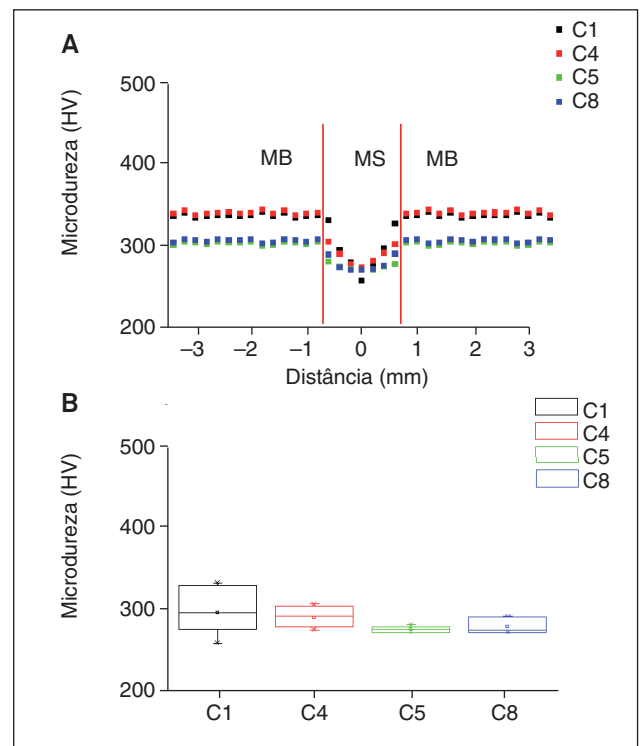 A
C1
C4
C5
C8
500
400
300
200
Microdureza (HV)
MB
MS
MB
–3
–2
–1
0
1
2
3
Distância (mm)
B
C1
C4
C5
C8
500
400
300
200
Microdureza (HV)
C1
C4
C5
C8